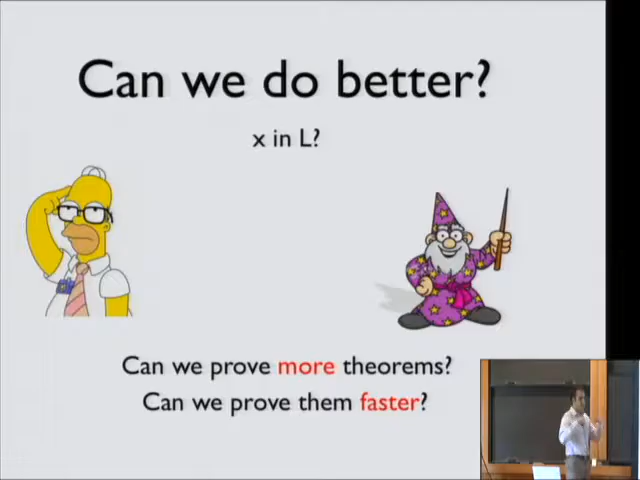 Can we do better?
x in L?
Can we prove more theorems?
Can we prove them faster?